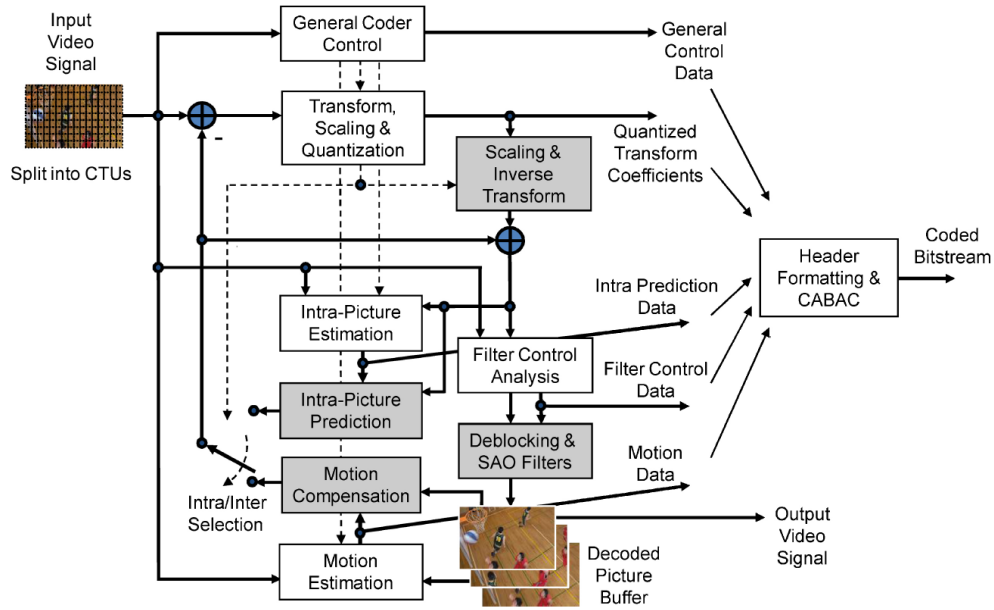 Input
Video
Signal
Split into CTUs
General Coder
Control
Transform,
Scaling &
Quantization
-
Scaling &
Inverse
Transform
Intra-Picture
Estimation
Intra-Picture
Prediction
Filter Control
Analysis
Deblocking &
SAO Filters
Motion
Compensation
Motion
Estimation
Intra/Inter
Selection
Decoded
Picture
Buffer
General
Control
Data
Quantized
Transform
Coefficients
Intra Prediction
Data
Filter Control
Data
Motion
Data
Header
Formatting &
CABAC
Coded
Bitstream
Output
Video
Signal